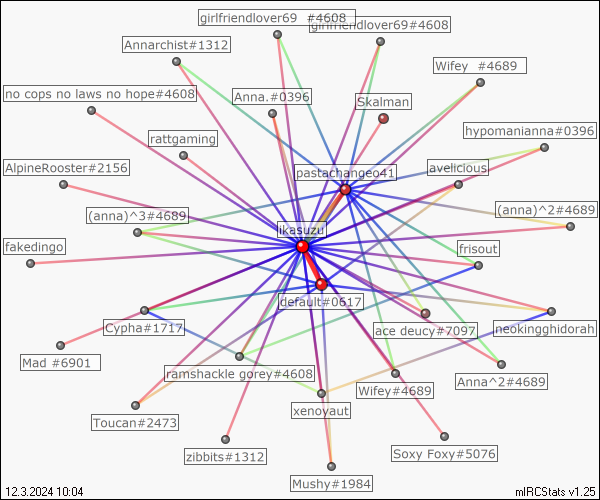 girlfriendlover69  #4608
girlfriendlover69#4608
Annarchist#1312
Wifey  #4689
no cops no laws no hope#4608
Anna.#0396
Skalman
hypomanianna#0396
rattgaming
AlpineRooster#2156
pastachangeo41
avelicious
(anna)^3#4689
(anna)^2#4689
ikasuzu
fakedingo
frisout
default#0617
Cypha#1717
ace deucy#7097
neokingghidorah
Mad #6901
ramshackle gorey#4608
Anna^2#4689
Wifey#4689
xenoyaut
Toucan#2473
zibbits#1312
Soxy Foxy#5076
Mushy#1984
12.3.2024 10:04
mIRCStats v1.25